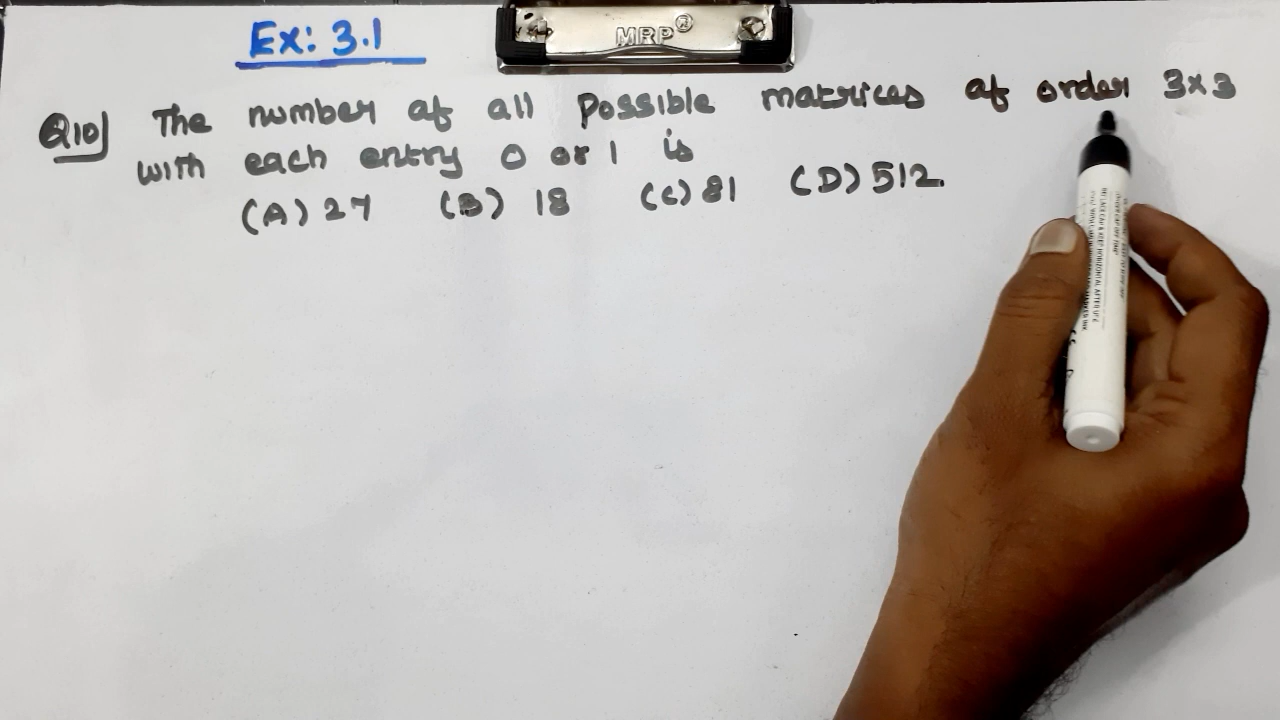 MRP®
Ex: 3.1
Q10] The number of all possible matrices of order 3×3
with each entry 0 or 1 is
(A) 27 (B) 18 (C) 81 (D) 512.